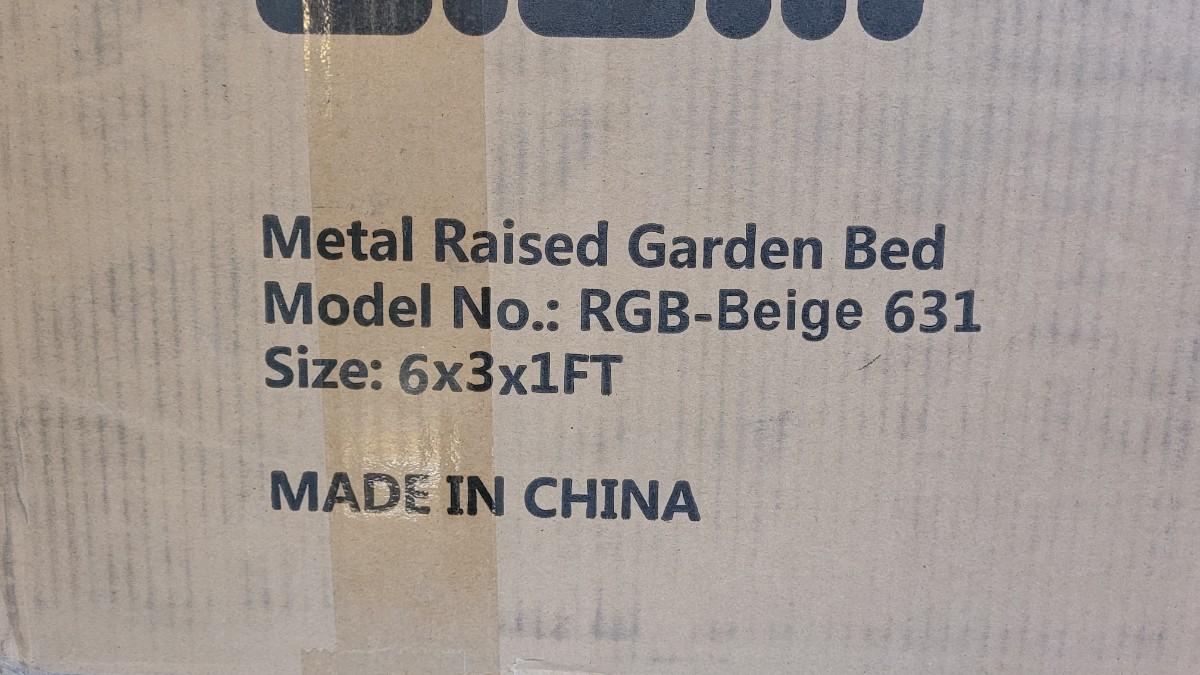 Metal Raised Garden Bed
Model No.: RGB-Beige 631
Size: 6x3x1FT
MADE IN CHINA